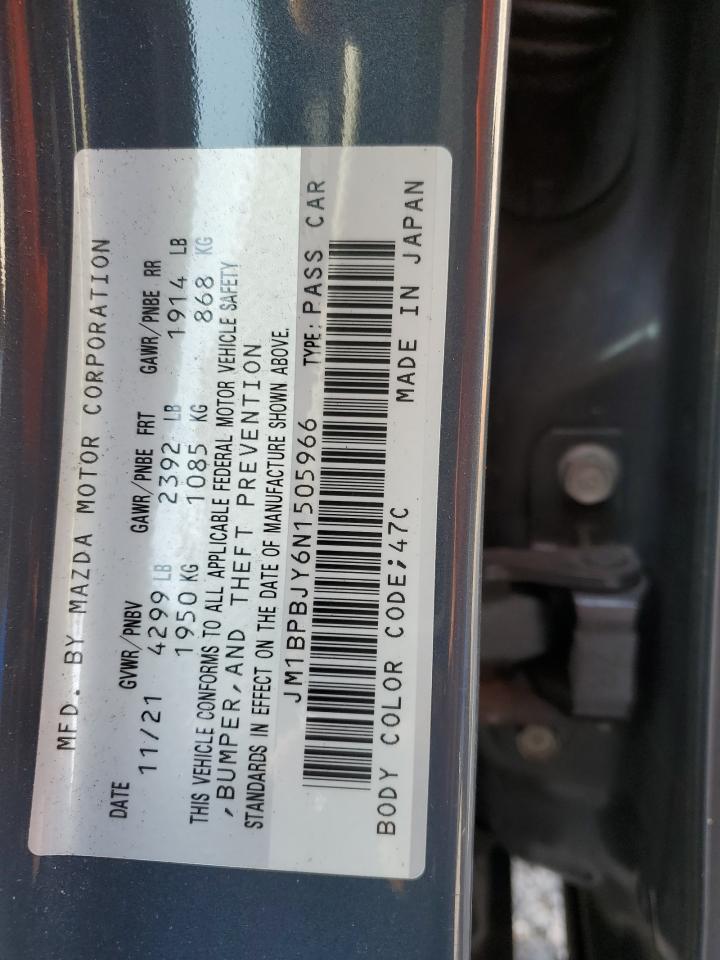 MFD. BY MAZDA MOTOR CORPORATION
DATE GVWR/PNBV GAWR/PNBE FRT GAWR/PNBE RR
11/21 4299 LB 2392 LB 1914 LB
1950 KG 1085 KG 868 KG
THIS VEHICLE CONFORMS TO ALL APPLICABLE FEDERAL MOTOR VEHICLE SAFETY
, BUMPER, AND THEFT PREVENTION
STANDARDS IN EFFECT ON THE DATE OF MANUFACTURE SHOWN ABOVE.
JM1BPBJY6N1505966 TYPE: PASS CAR
BODY COLOR CODE;47C MADE IN JAPAN